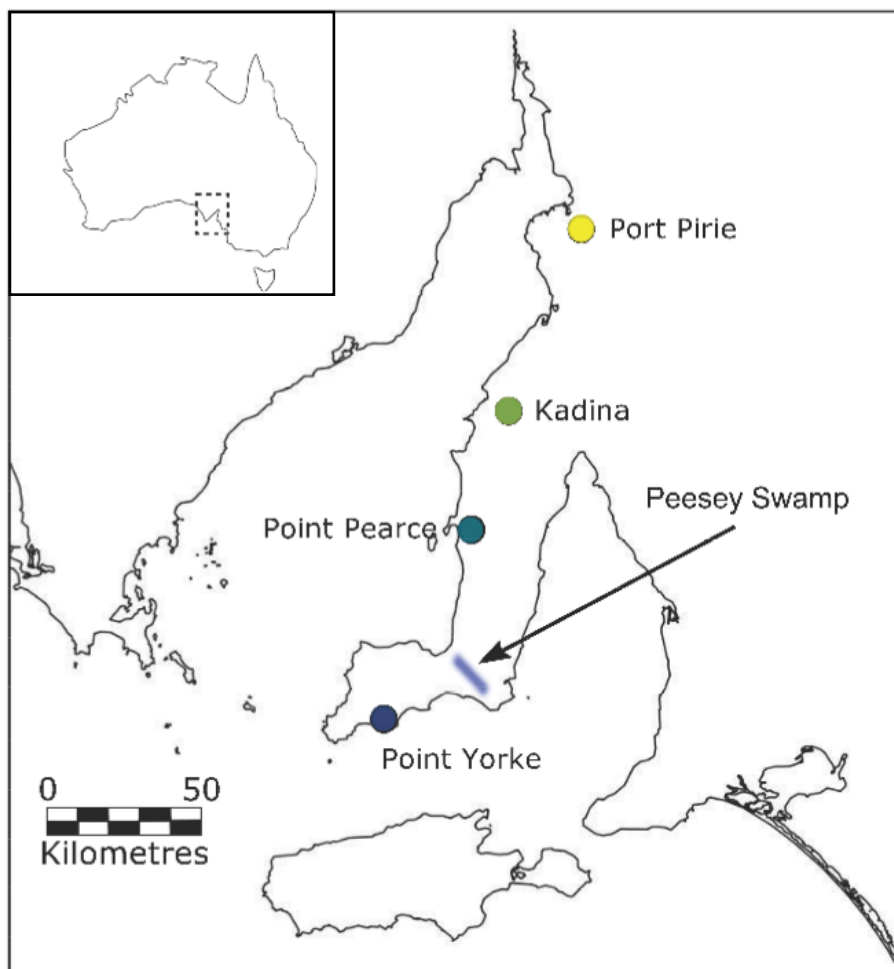 Port Pirie
Kadina
Peesey Swamp
Point Pearce
Point Yorke
0 50
Kilometres